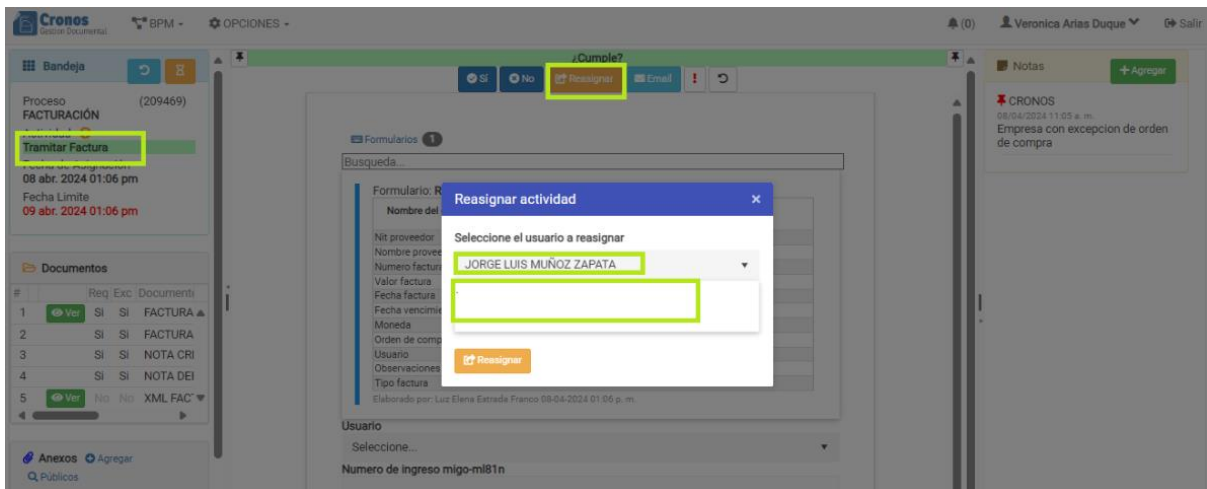 Cronos
Gestion Documental
BPM
OPCIONES
(0)
Veronica Arias Duque
Salir
Bandeja
Proceso (209469)
FACTURACIÓN
Tramitar Factura
Fecha de Asignación
08 abr. 2024 01:06 pm
Fecha Limite
09 abr. 2024 01:06 pm
Documentos
# Req Exc Documento
1 Ver Si Si FACTURA
2 Si Si FACTURA
3 Si Si NOTA CRI
4 Si Si NOTA DEI
5 Ver No No XML FAC
Anexos Agregar
Públicos
¿Cumple?
Sí No Reasignar Email
Formularios 1
Busqueda...
Formulario: R
Nombre del
Nit proveedor
Nombre provee
Numero factura
Valor factura
Fecha factura
Fecha vencimie
Moneda
Orden de comp
Usuario
Observaciones
Tipo factura
Elaborado por: Luz Elena Estrada Franco 08-04-2024 01:06 p. m.
Usuario
Seleccione...
Numero de ingreso migo-ml81n
Reasignar actividad ×
Seleccione el usuario a reasignar
JORGE LUIS MUÑOZ ZAPATA
Reasignar
Notas
Agregar
CRONOS
08/04/2024 11:05 a. m.
Empresa con excepcion de orden
de compra